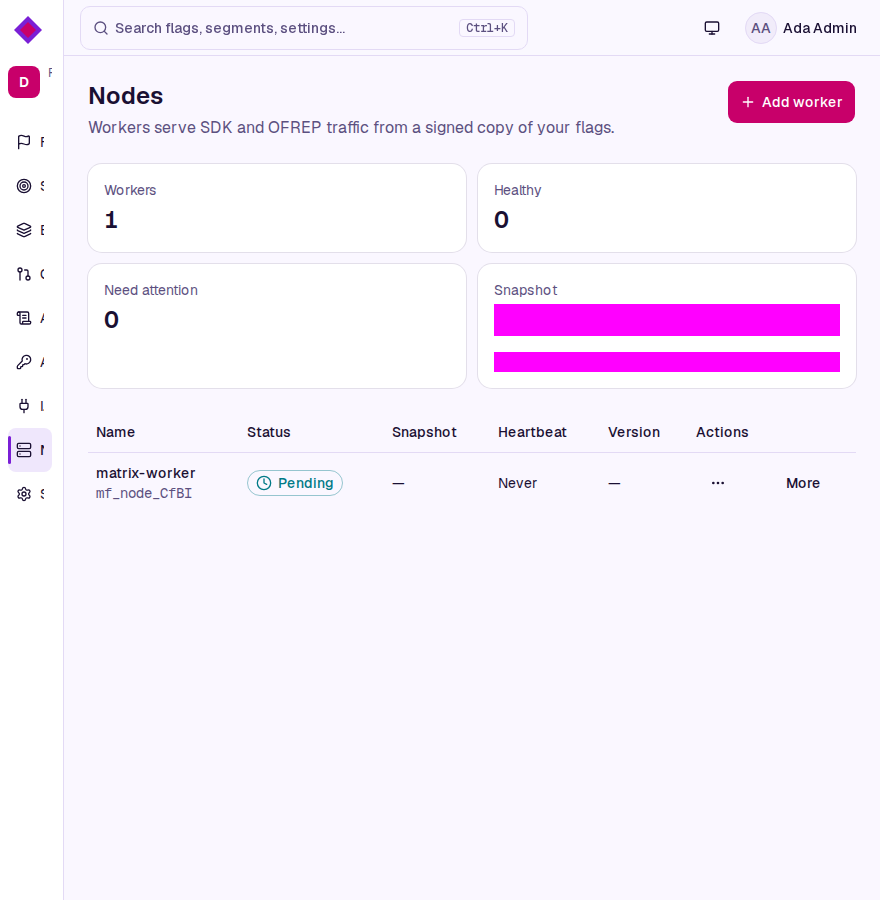 Search flags, segments, settings...
Ctrl+K
AA
Ada Admin
D
Nodes
Workers serve SDK and OFREP traffic from a signed copy of your flags.
Add worker
Workers
1
Healthy
0
Need attention
0
Snapshot
Name Status Snapshot Heartbeat Version Actions
matrix-worker
mf_node_CfBI
Pending
—
Never
—
More